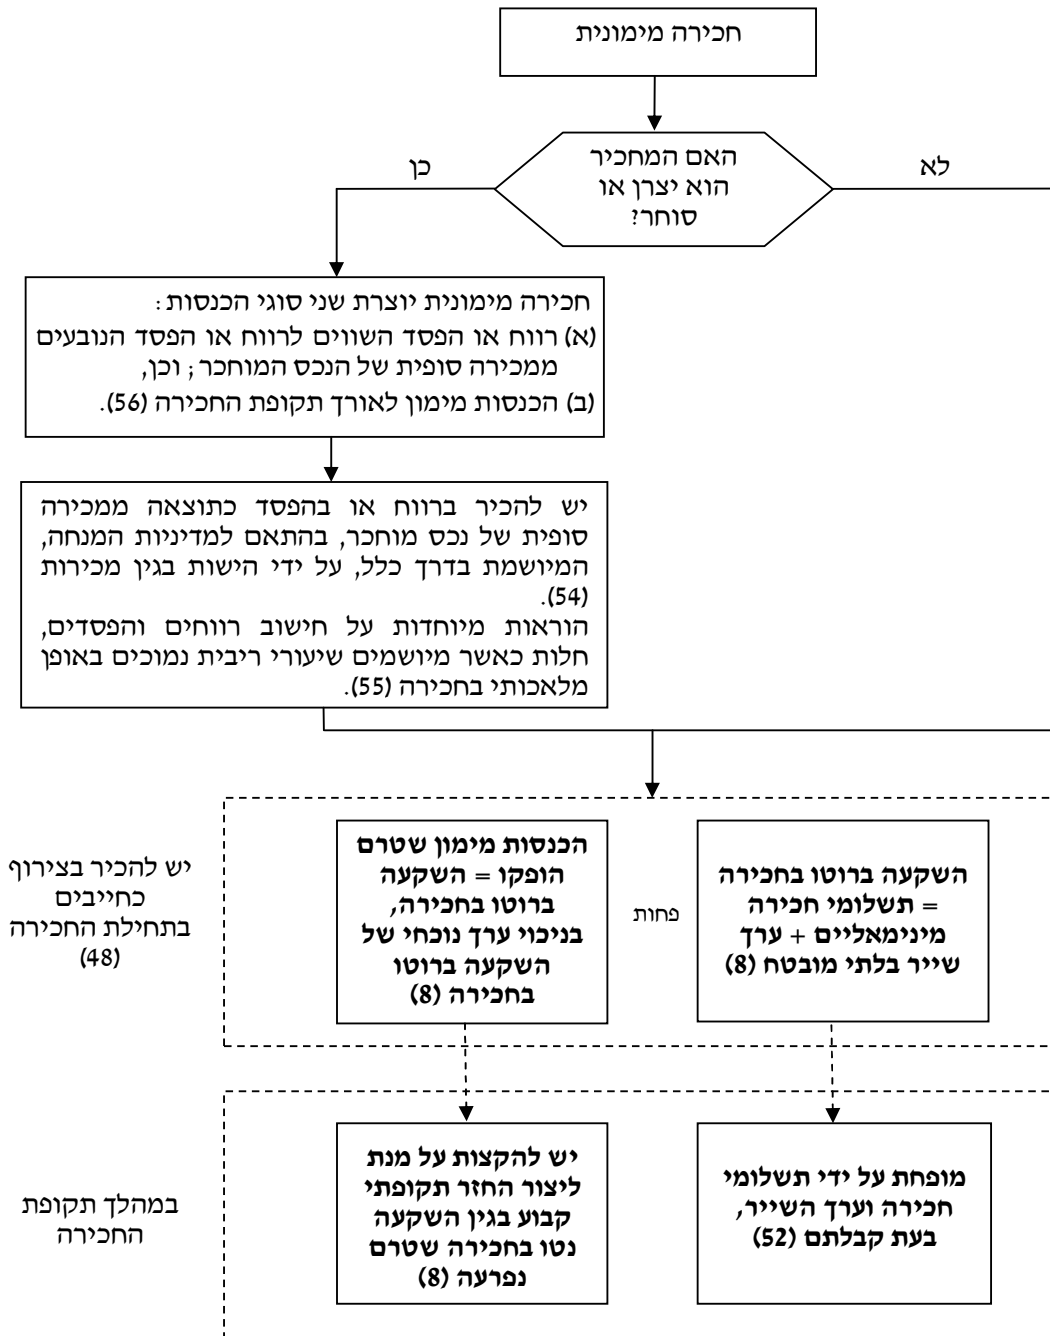 חכירה מימונית
האם המחכיר
הוא יצרן או
סוחר?
לא
כן
חכירה מימונית יוצרת שני סוגי הכנסות:
(א) רווח או הפסד השווים לרווח או הפסד הנובעים
ממכירה סופית של הנכס המוחכר; וכן,
(ב) הכנסות מימון לאורך תקופת החכירה (56).
יש להכיר ברווח או בהפסד כתוצאה ממכירה
סופית של נכס מוחכר, בהתאם למדיניות המנחה,
המיושמת בדרך כלל, על ידי הישות בגין מכירות
(54).
הוראות מיוחדות על חישוב רווחים והפסדים,
חלות כאשר מיושמים שיעורי ריבית נמוכים באופן
מלאכותי בחכירה (55).
השקעה ברוטו בחכירה
= תשלומי חכירה
מינימאליים + ערך
שייר בלתי מובטח (8)
פחות
הכנסות מימון שטרם
הופקו = השקעה
ברוטו בחכירה,
בניכוי ערך נוכחי של
השקעה ברוטו
בחכירה (8)
יש להכיר בצירוף
כחייבים
בתחילת החכירה
(48)
מופחת על ידי תשלומי
חכירה וערך השייר,
בעת קבלתם (52)
יש להקצות על מנת
ליצור החזר תקופתי
קבוע בגין השקעה
נטו בחכירה שטרם
נפרעה (8)
במהלך תקופת
החכירה